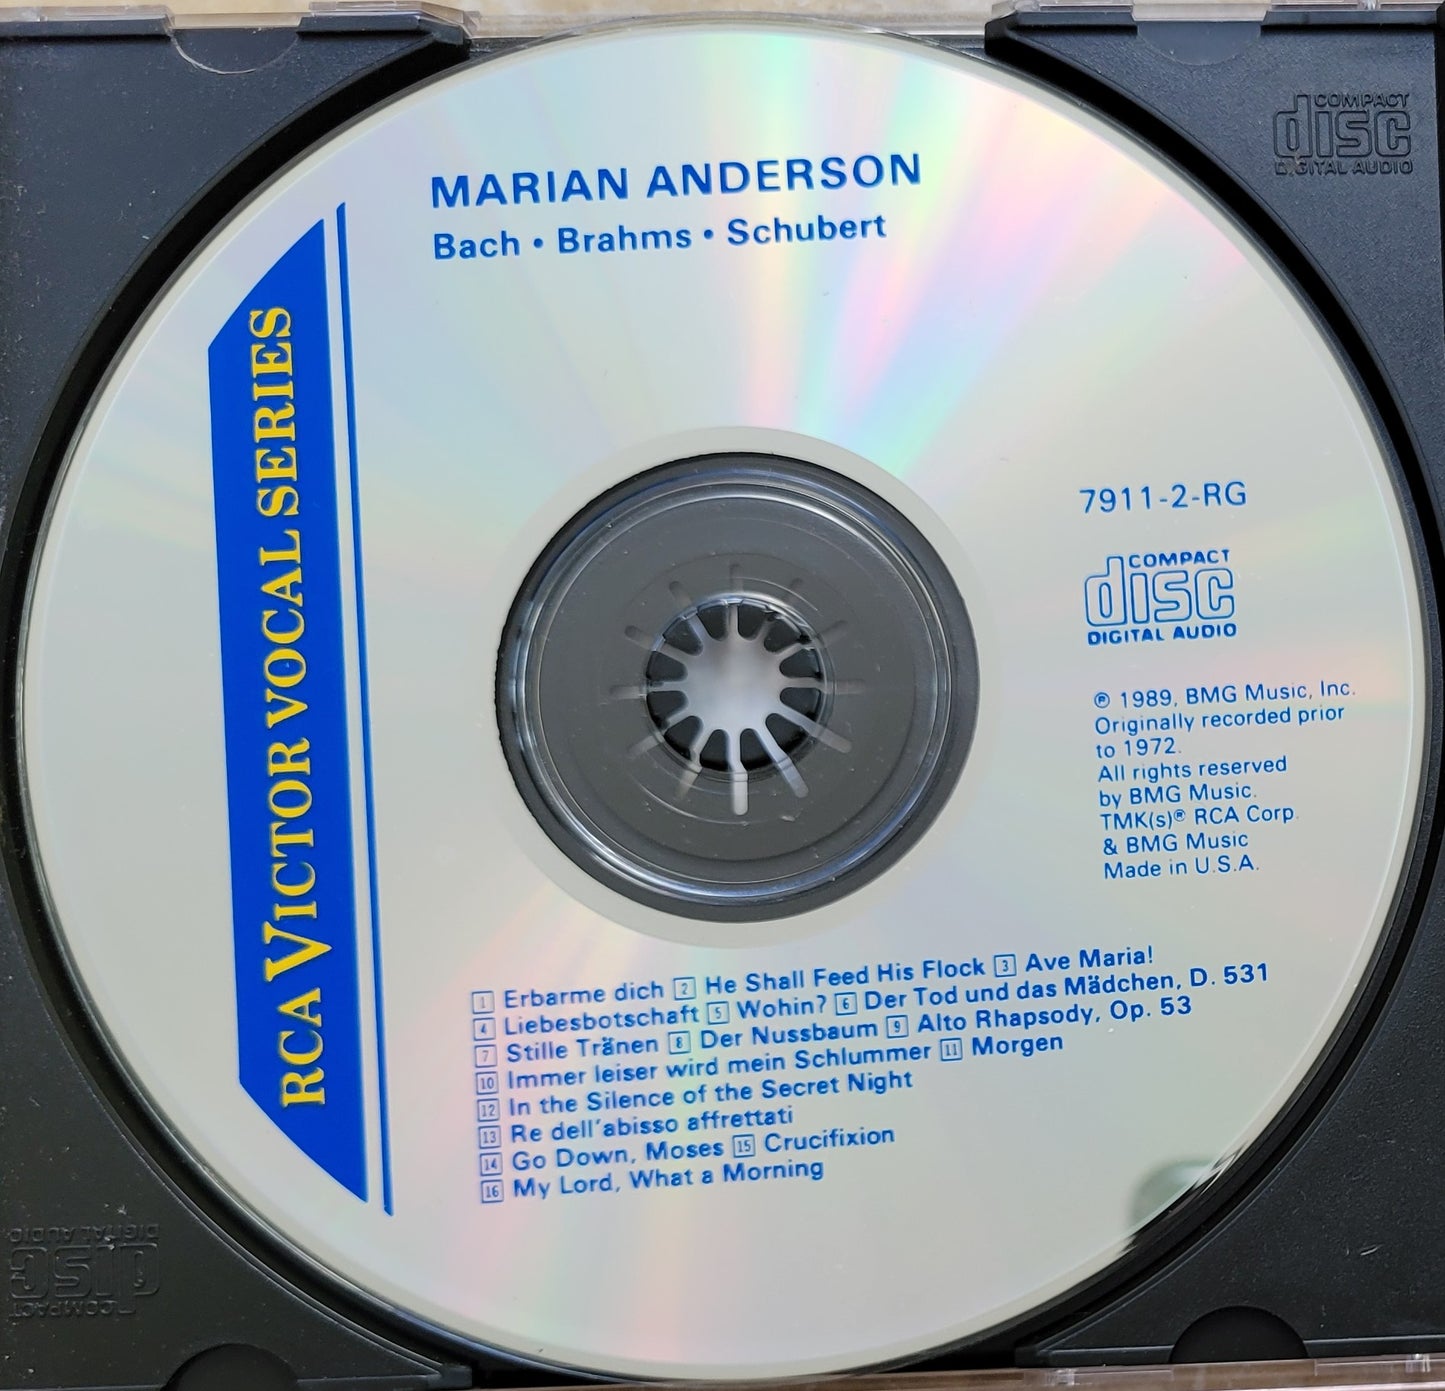 COMPACT
disc
DIGITAL AUDIO
MARIAN ANDERSON
Bach • Brahms • Schubert
RCA VICTOR VOCAL SERIES
7911-2-RG
COMPACT
disc
DIGITAL AUDIO
℗ 1989, BMG Music, Inc.
Originally recorded prior
to 1972.
All rights reserved
by BMG Music.
TMK(s)® RCA Corp.
& BMG Music
Made in U.S.A.
1 Erbarme dich 2 He Shall Feed His Flock 3 Ave Maria!
4 Liebesbotschaft 5 Wohin? 6 Der Tod und das Mädchen, D. 531
7 Stille Tränen 8 Der Nussbaum 9 Alto Rhapsody, Op. 53
10 Immer leiser wird mein Schlummer 11 Morgen
12 In the Silence of the Secret Night
13 Re dell'abisso affrettati
14 Go Down, Moses 15 Crucifixion
16 My Lord, What a Morning
COMPACT
disc
DIGITAL AUDIO